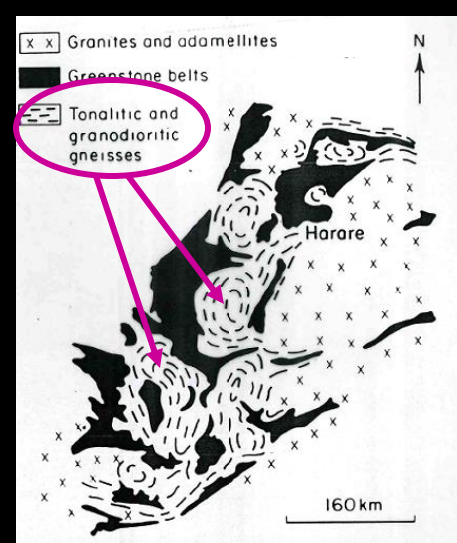 x x Granites and adamellites
Greenstone belts
Tonalitic and
granodioritic
gneisses
N
Harare
160 km